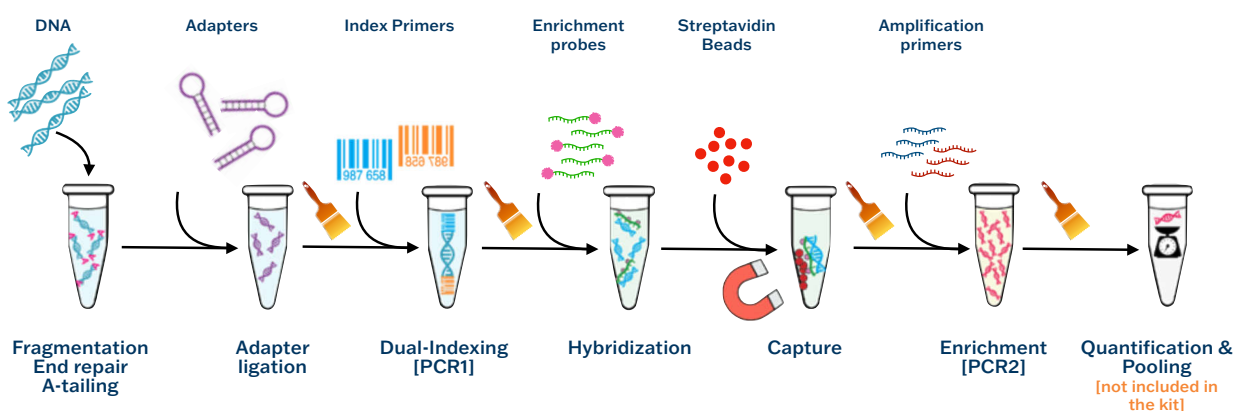 DNA
Adapters
Index Primers
Enrichment
probes
Streptavidin
Beads
Amplification
primers
987 658
987 658
Fragmentation
End repair
A-tailing
Adapter
ligation
Dual-Indexing
[PCR1]
Hybridization
Capture
Enrichment
[PCR2]
Quantification &
Pooling
[not included in
the kit]